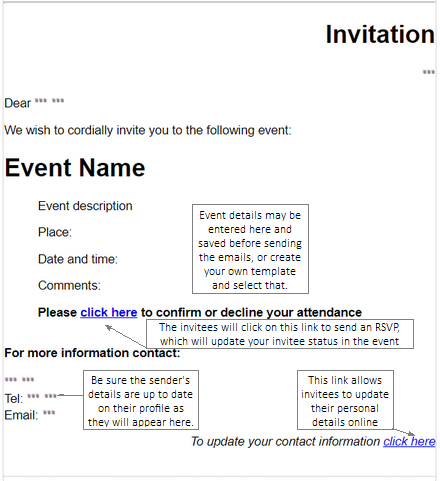 Invitation
*** 
Dear *** ***
We wish to cordially invite you to the following event:
Event Name
Event description
Place:
Date and time:
Comments:
Event details may be
entered here and
saved before sending
the emails, or create
your own template
and select that.
Please click here to confirm or decline your attendance
The invitees will click on this link to send an RSVP,
which will update your invitee status in the event
For more information contact:
*** ***
Tel: *** ***
Email: ***
Be sure the sender's
details are up to date
on their profile as
they will appear here.
This link allows
invitees to update
their personal
details online
To update your contact information click here